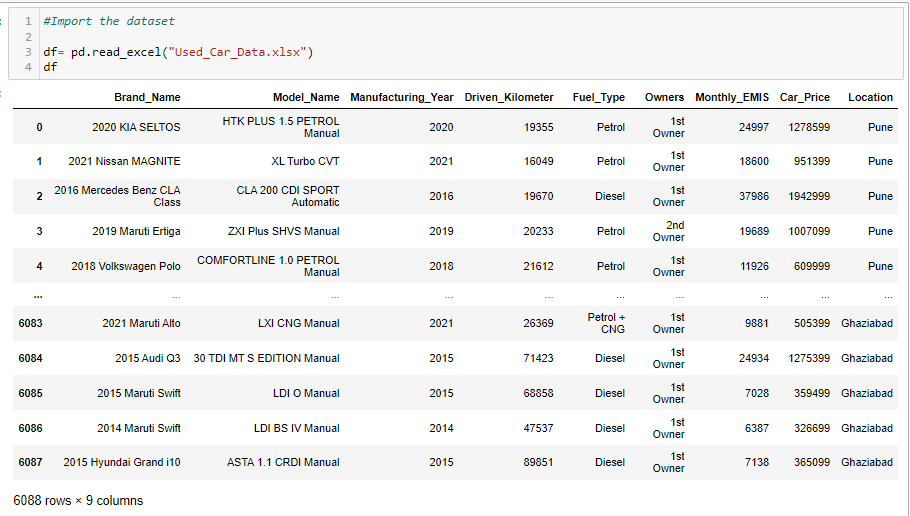 1 #Import the dataset
2
3 df= pd.read_excel("Used_Car_Data.xlsx")
4 df
Brand_Name Model_Name Manufacturing_Year Driven_Kilometer Fuel_Type Owners Monthly_EMIS Car_Price Location
0 2020 KIA SELTOS HTK PLUS 1.5 PETROL Manual 2020 19355 Petrol 1st Owner 24997 1278599 Pune
1 2021 Nissan MAGNITE XL Turbo CVT 2021 16049 Petrol 1st Owner 18600 951399 Pune
2 2016 Mercedes Benz CLA Class CLA 200 CDI SPORT Automatic 2016 19670 Diesel 1st Owner 37986 1942999 Pune
3 2019 Maruti Ertiga ZXI Plus SHVS Manual 2019 20233 Petrol 2nd Owner 19689 1007099 Pune
4 2018 Volkswagen Polo COMFORTLINE 1.0 PETROL Manual 2018 21612 Petrol 1st Owner 11926 609999 Pune
... ... ... ... ... ... ... ... ... ...
6083 2021 Maruti Alto LXI CNG Manual 2021 26369 Petrol + CNG 1st Owner 9881 505399 Ghaziabad
6084 2015 Audi Q3 30 TDI MT S EDITION Manual 2015 71423 Diesel 1st Owner 24934 1275399 Ghaziabad
6085 2015 Maruti Swift LDI O Manual 2015 68858 Diesel 1st Owner 7028 359499 Ghaziabad
6086 2014 Maruti Swift LDI BS IV Manual 2014 47537 Diesel 1st Owner 6387 326699 Ghaziabad
6087 2015 Hyundai Grand i10 ASTA 1.1 CRDI Manual 2015 89851 Diesel 1st Owner 7138 365099 Ghaziabad
6088 rows × 9 columns